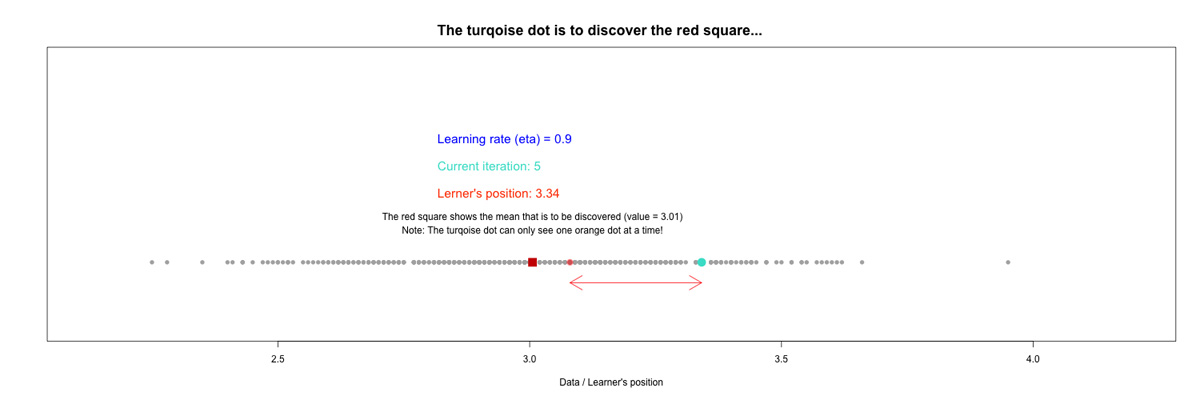 The turqoise dot is to discover the red square...
Learning rate (eta) = 0.9
Current iteration: 5
Lerner's position: 3.34
The red square shows the mean that is to be discovered (value = 3.01)
Note: The turqoise dot can only see one orange dot at a time!
2.5 3.0 3.5 4.0
Data / Learner's position